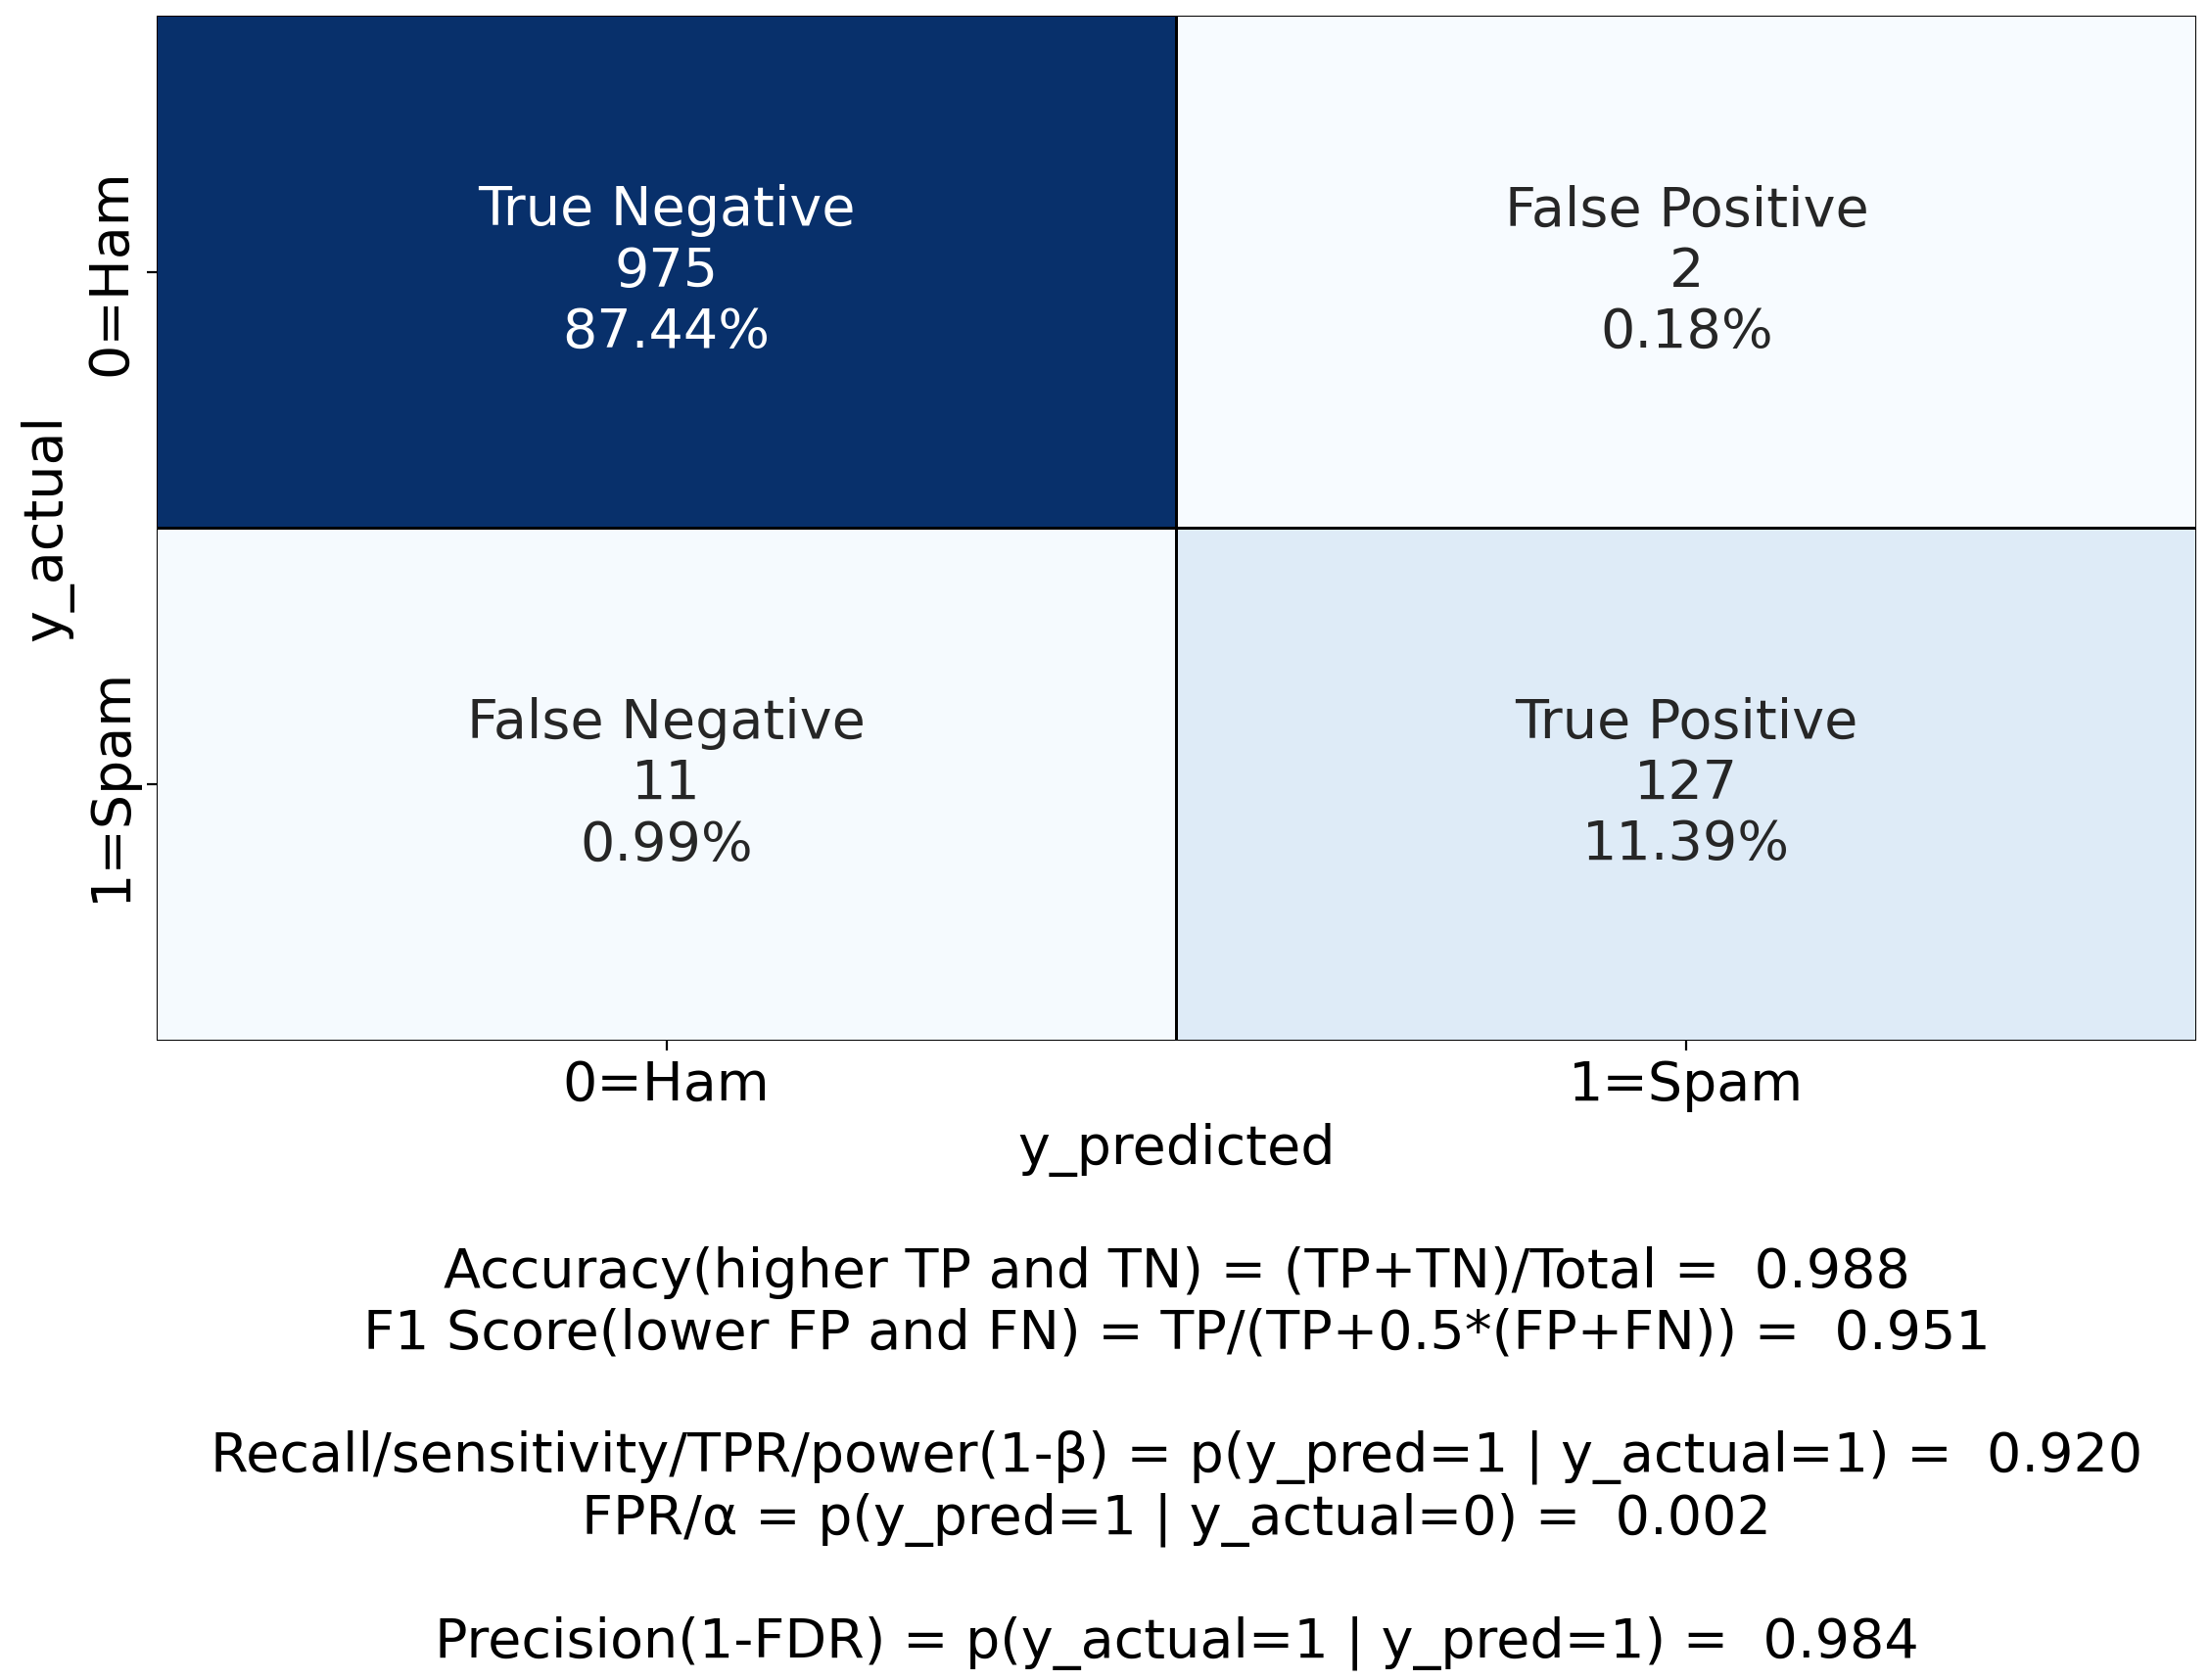 True Negative
975
87.44%
False Positive
2
0.18%
False Negative
11
0.99%
True Positive
127
11.39%
0=Ham
1=Spam
y_actual
0=Ham
1=Spam
y_predicted
Accuracy(higher TP and TN) = (TP+TN)/Total =  0.988
F1 Score(lower FP and FN) = TP/(TP+0.5*(FP+FN)) =  0.951
Recall/sensitivity/TPR/power(1-β) = p(y_pred=1 | y_actual=1) =  0.920
FPR/α = p(y_pred=1 | y_actual=0) =  0.002
Precision(1-FDR) = p(y_actual=1 | y_pred=1) =  0.984